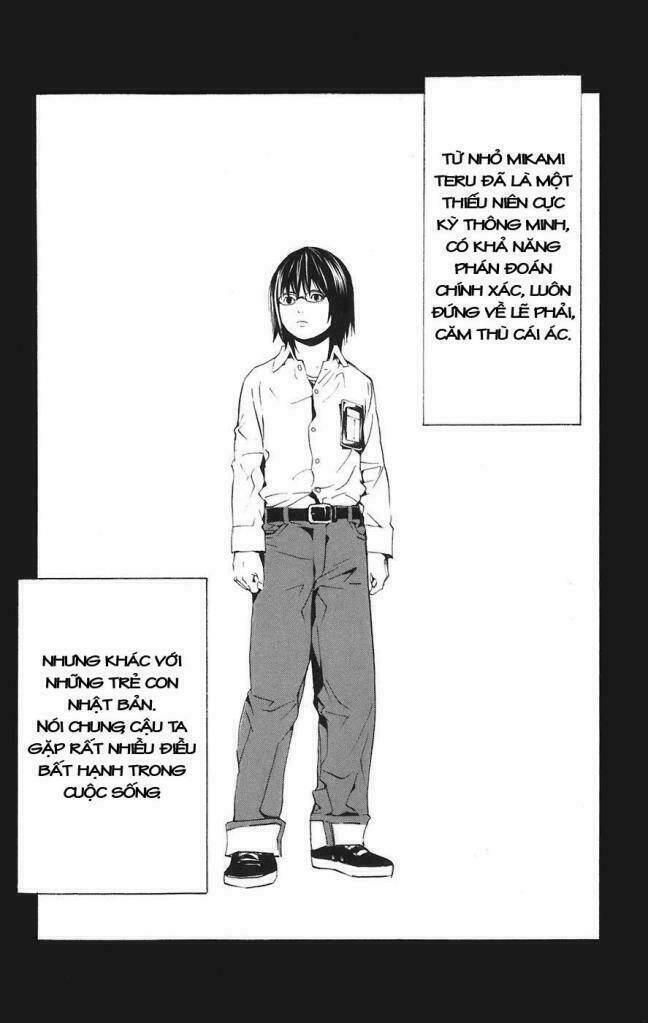 TỪ NHỎ MIKAMI
TERU ĐÃ LÀ MỘT
THIẾU NIÊN CỰC
KỲ THÔNG MINH,
CÓ KHẢ NĂNG
PHÁN ĐOÁN
CHÍNH XÁC, LUÔN
ĐỨNG VỀ LẼ PHẢI,
CĂM THÙ CÁI ÁC.
NHƯNG KHÁC VỚI
NHỮNG TRẺ CON
NHẬT BẢN.
NÓI CHUNG, CẬU TA
GẶP RẤT NHIỀU ĐIỀU
BẤT HẠNH TRONG
CUỘC SỐNG.